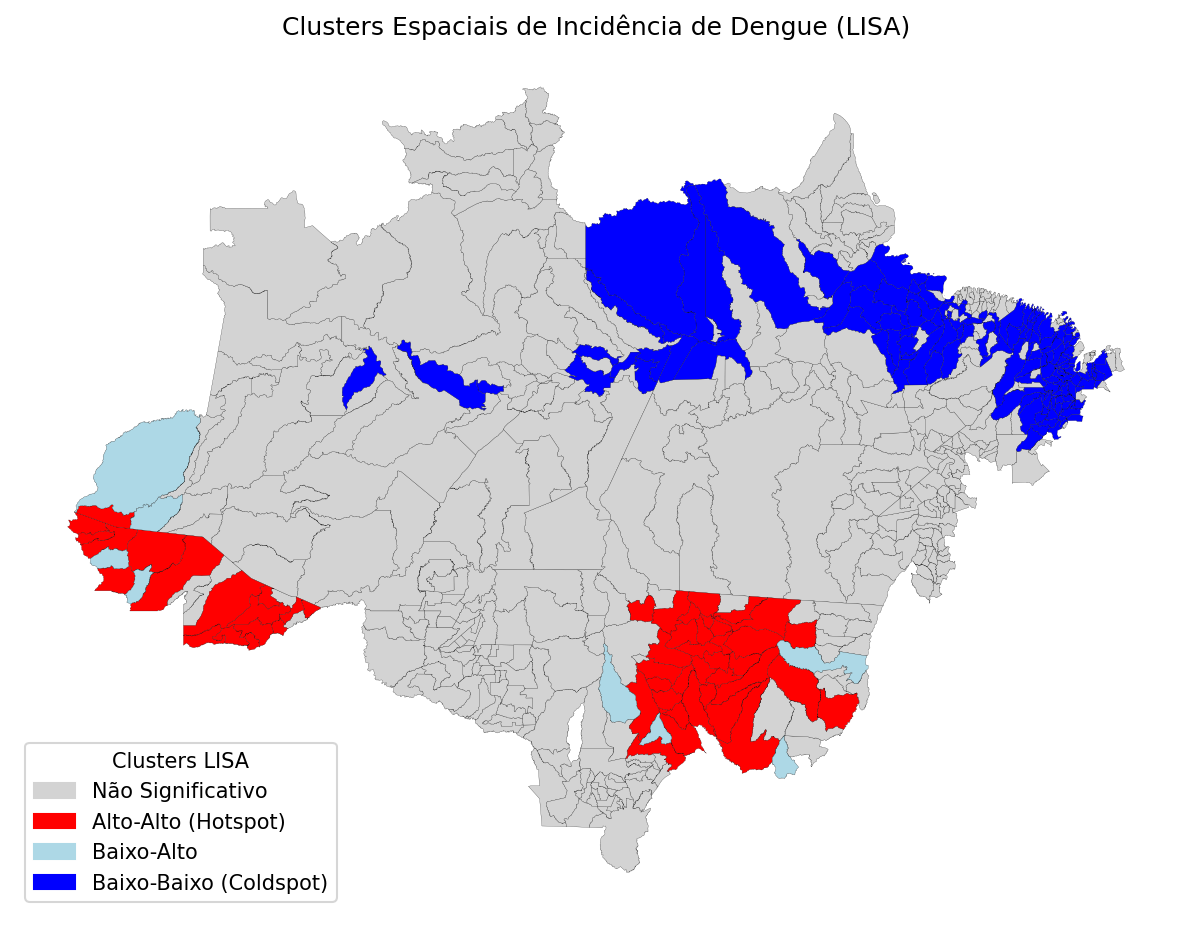 Clusters Espaciais de Incidência de Dengue (LISA)
Clusters LISA
Não Significativo
Alto-Alto (Hotspot)
Baixo-Alto
Baixo-Baixo (Coldspot)